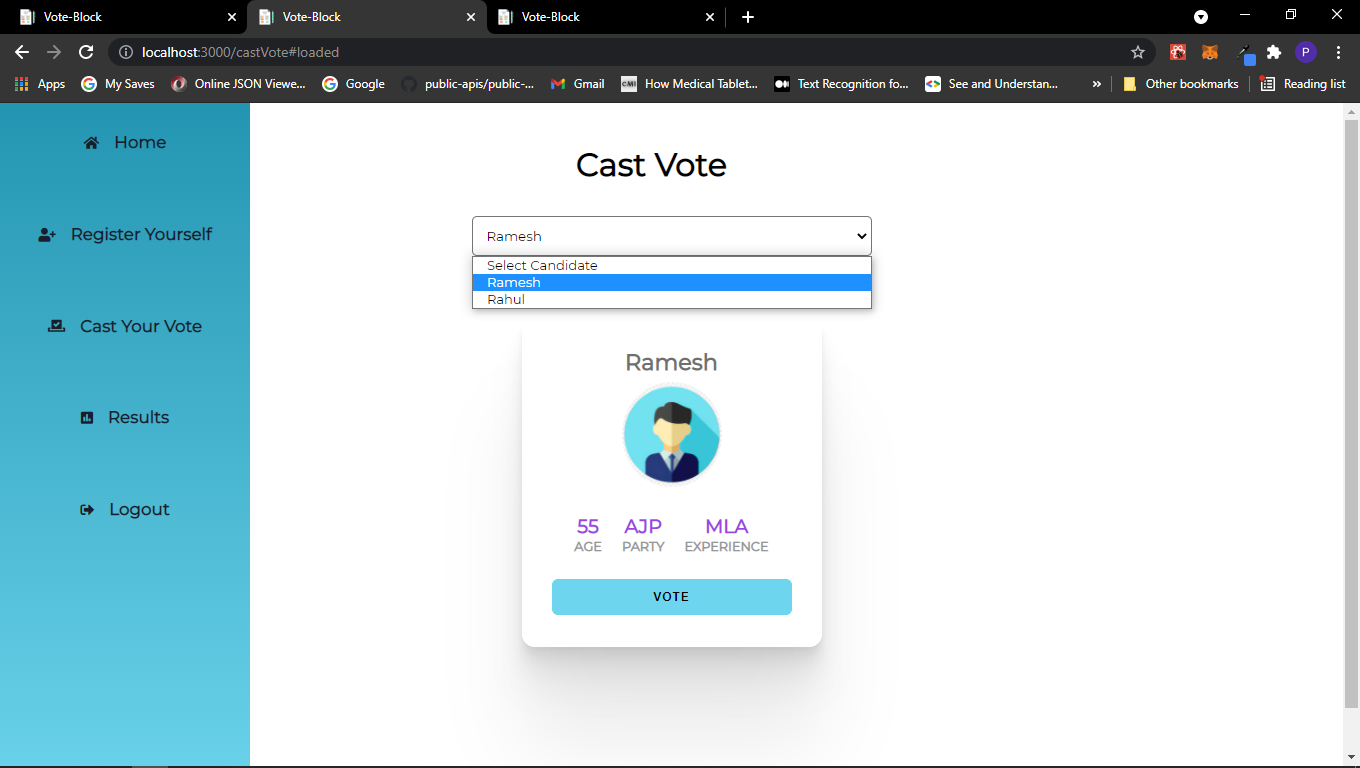 Vote-Block
Vote-Block
Vote-Block
localhost:3000/castVote#loaded
P
Apps
My Saves
Online JSON Viewe...
Google
public-apis/public-...
Gmail
CMI
How Medical Tablet...
Text Recognition fo...
See and Understan...
»
Other bookmarks
Reading list
Home
Register Yourself
Cast Your Vote
Results
Logout
Cast Vote
Ramesh
Select Candidate
Ramesh
Rahul
Ramesh
55 AJP MLA
AGE PARTY EXPERIENCE
VOTE